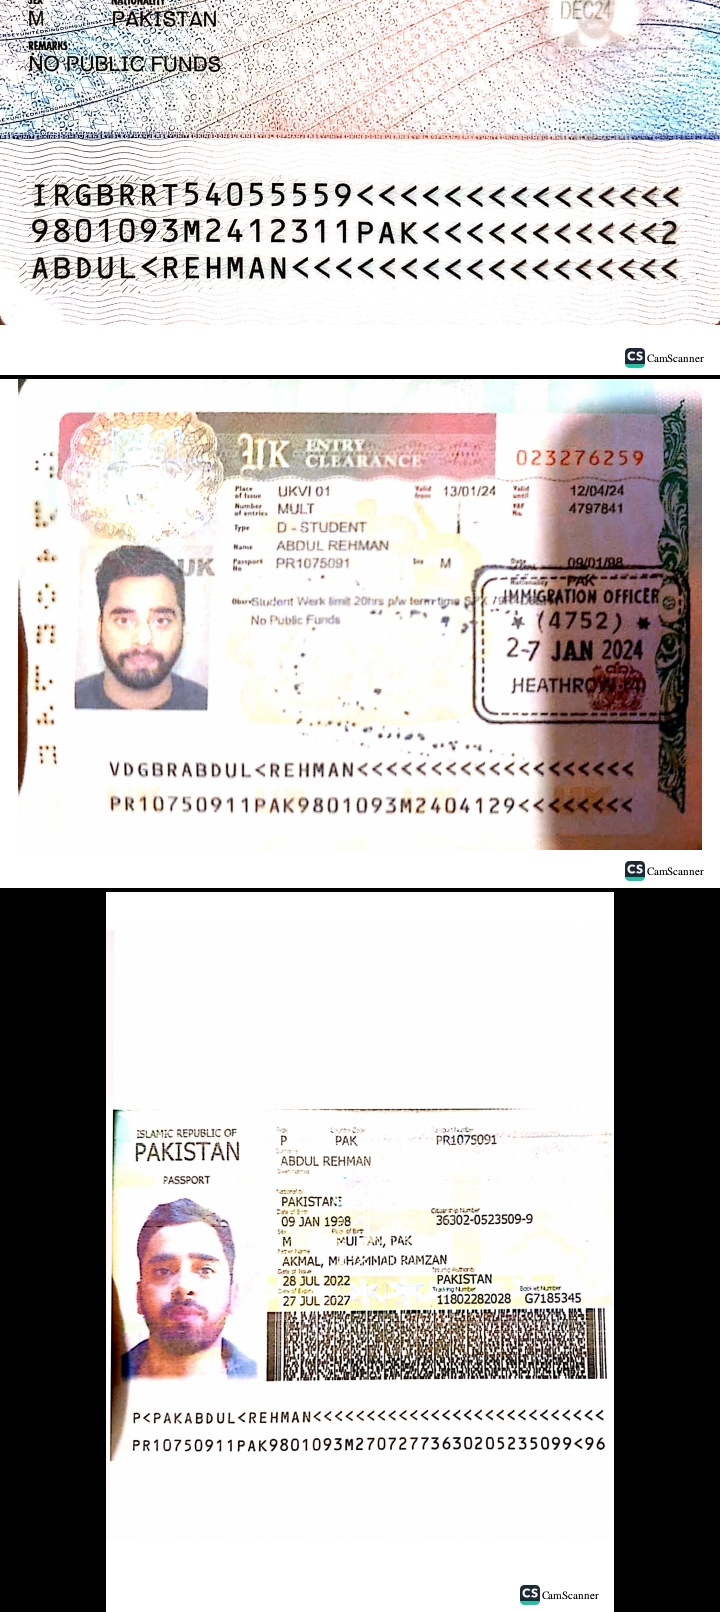 SEX NATIONALITY
M PAKISTAN
DEC24
REMARKS
NO PUBLIC FUNDS
IRGBRRT54055559<<<<<<<<<<<<<<<
9801093M2412311PAK<<<<<<<<<<<2
ABDUL<REHMAN<<<<<<<<<<<<<<<<<<
CS CamScanner
UK ENTRY CLEARANCE
023276259
Place of Issue UKVI 01 Valid from 13/01/24 Valid until 12/04/24
Number of entries MULT VAF No. 4797841
Type D - STUDENT
Name ABDUL REHMAN
Passport No PR1075091 Sex M 09/01/98
UK
Nationality PAK
Student Work limit 20hrs p/w term time
No Public Funds
IMMIGRATION OFFICER
* (4752) *
27 JAN 2024
HEATHROW (4)
VDGBRABDUL<REHMAN<<<<<<<<<<<<<<<<<<<
PR10750911PAK9801093M2404129<<<<<<<<
CS CamScanner
ISLAMIC REPUBLIC OF
PAKISTAN
PASSPORT
Type Country Code Passport Number
P PAK PR1075091
Surname
ABDUL REHMAN
Given Names
Nationality
PAKISTANI
Date of Birth Citizenship Number
09 JAN 1998 36302-0523509-9
Sex Place of Birth
M MULTAN, PAK
Father Name
AKMAL, MUHAMMAD RAMZAN
Date of Issue Issuing Authority
28 JUL 2022 PAKISTAN
Date of Expiry Tracking Number Booklet Number
27 JUL 2027 11802282028 G7185345
P<PAKABDUL<REHMAN<<<<<<<<<<<<<<<<<<<<<<<<<<<
PR10750911PAK9801093M27072773630205235099<96
CS CamScanner